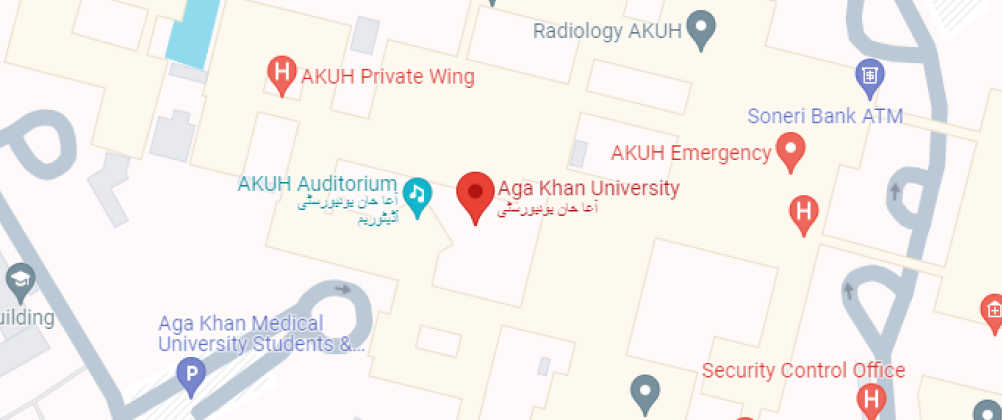 Radiology AKUH
H
AKUH Private Wing
Soneri Bank ATM
AKUH Emergency
AKUH Auditorium
آغا خان یونیورسٹی
آڈیٹوریم
Aga Khan University
آغا خان یونیورسٹی
H
uilding
Aga Khan Medical
University Students &...
P
Security Control Office
H